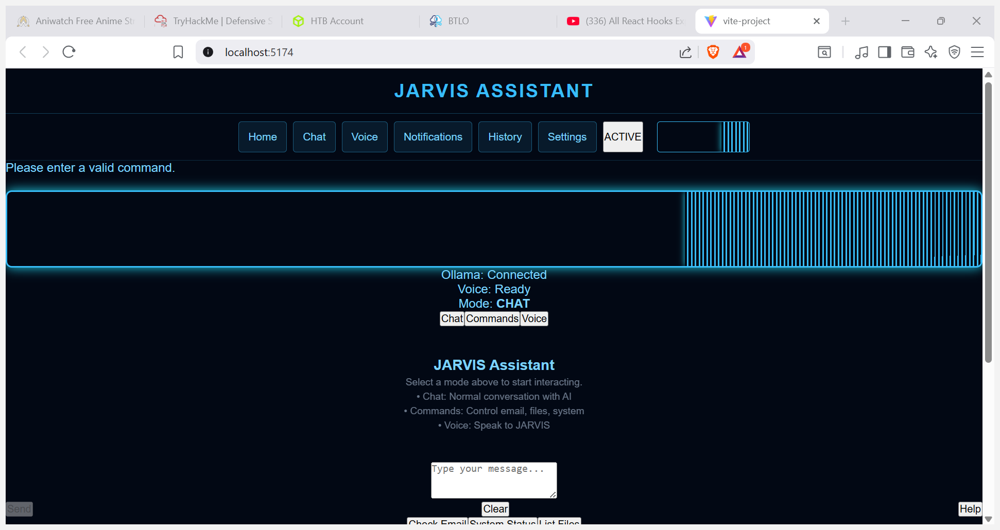 Aniwatch Free Anime Str
TryHackMe | Defensive S
HTB Account
BTLO
(336) All React Hooks Ex
vite-project
localhost:5174
1
JARVIS ASSISTANT
Home
Chat
Voice
Notifications
History
Settings
ACTIVE
Please enter a valid command.
Ollama: Connected
Voice: Ready
Mode: CHAT
Chat Commands Voice
JARVIS Assistant
Select a mode above to start interacting.
• Chat: Normal conversation with AI
• Commands: Control email, files, system
• Voice: Speak to JARVIS
Type your message...
Send
Clear
Help
Check Email System Status List Files